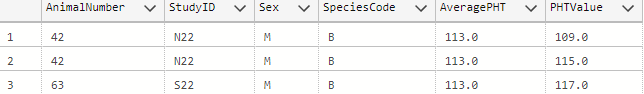 AnimalNumber StudyID Sex SpeciesCode AveragePHT PHTValue
1 42 N22 M B 113.0 109.0
2 42 N22 M B 113.0 115.0
3 63 S22 M B 113.0 117.0